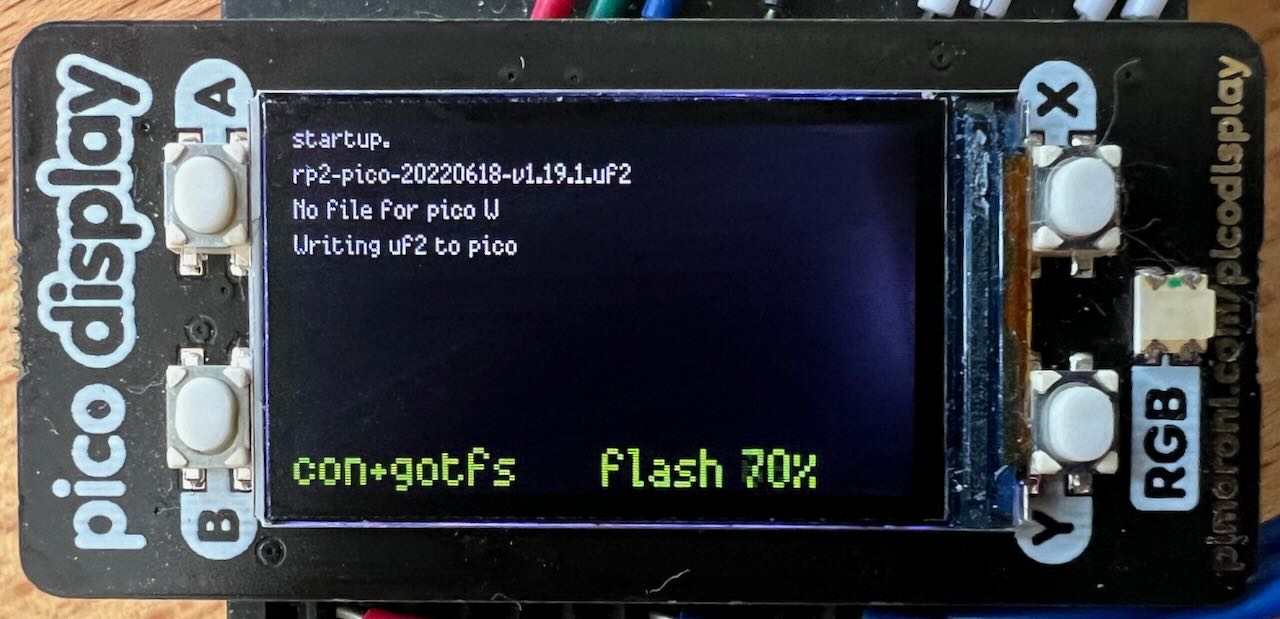 pico display
A
B
startup.
rp2-pico-20220618-v1.19.1.uf2
No file for pico W
Writing uf2 to pico
con+gotfs flash 70%
X
Y
RGB
pimoroni.com/picodisplay